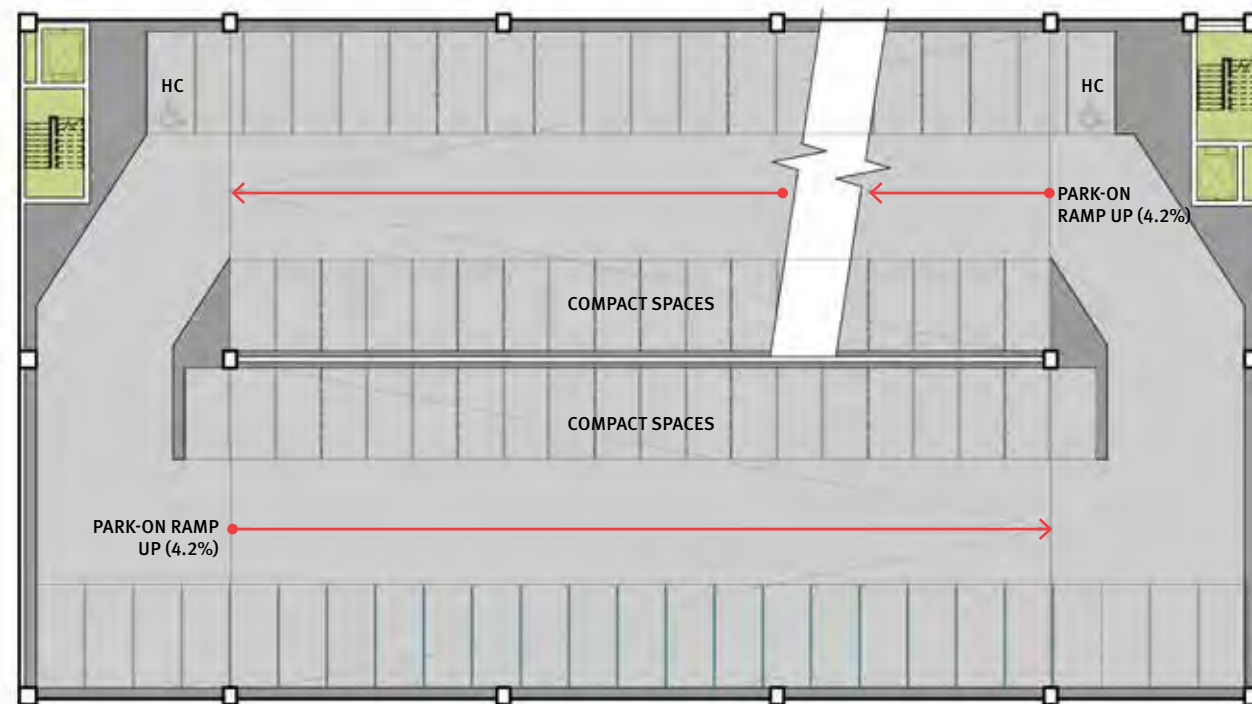 HC
HC
PARK-ON
RAMP UP (4.2%)
COMPACT SPACES
COMPACT SPACES
PARK-ON RAMP
UP (4.2%)